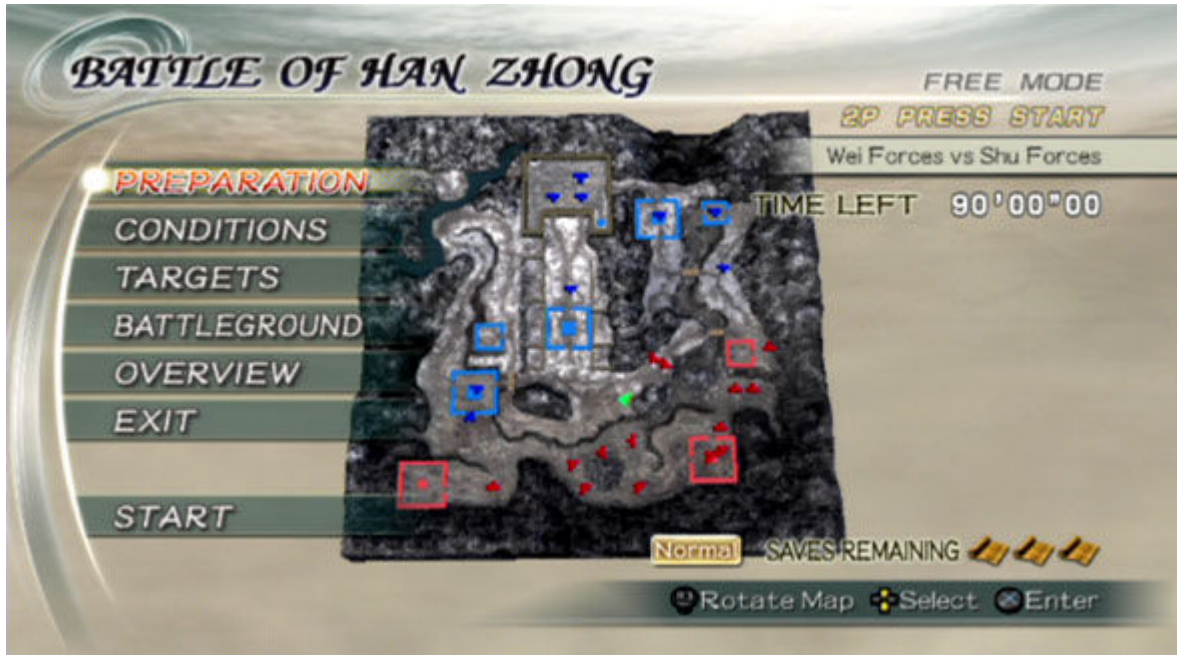 BATTLE OF HAN ZHONG
FREE MODE
2P PRESS START
Wei Forces vs Shu Forces
TIME LEFT 90'00"00
PREPARATION
CONDITIONS
TARGETS
BATTLEGROUND
OVERVIEW
EXIT
START
Normal SAVES REMAINING
Rotate Map Select Enter